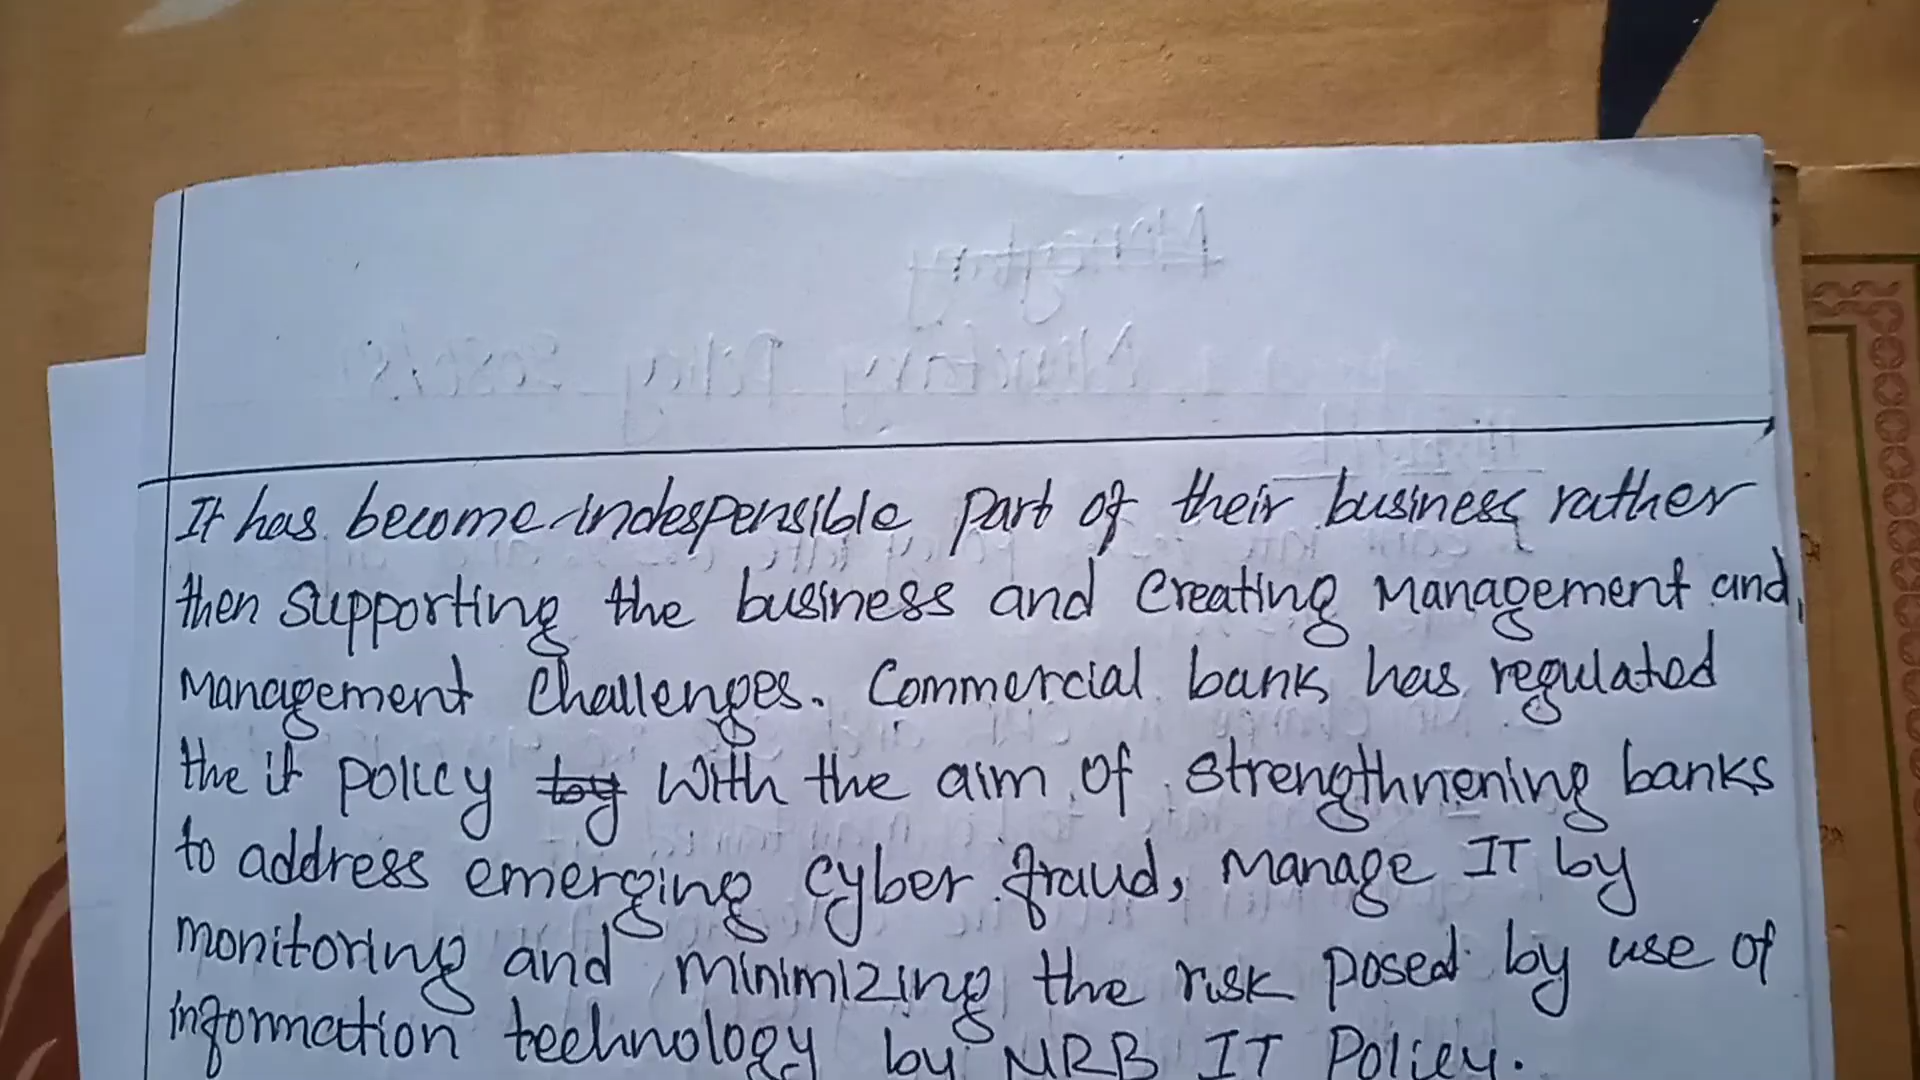 It has become indespensible part of their business rather
then supporting the business and creating management and
management challenges. Commercial bank has regulated
the it policy by with the aim of strengthnening banks
to address emerging cyber fraud, manage IT by
monitoring and minimizing the risk posed by use of
information technology by NRB IT Policy.